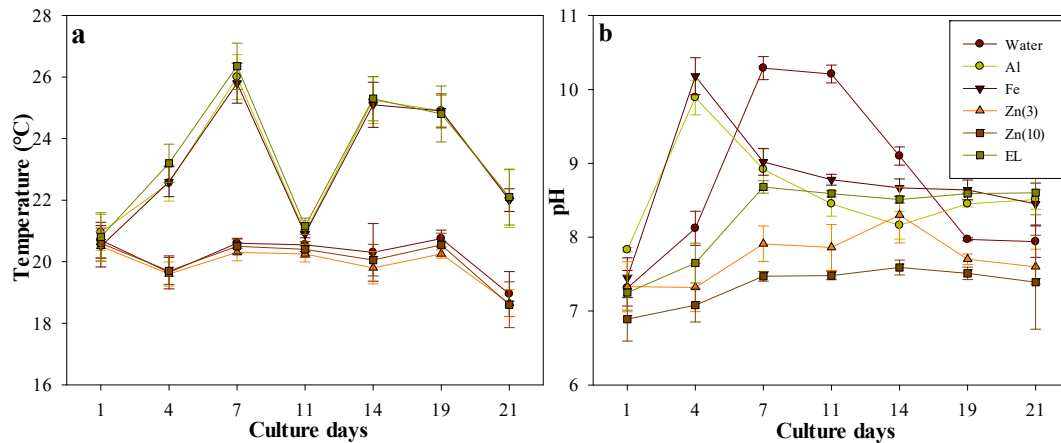 a
28
26
24
22
20
18
16
Temperature (℃)
1 4 7 11 14 19 21
Culture days
b
11
10
9
8
7
6
pH
1 4 7 11 14 19 21
Culture days
Water
Al
Fe
Zn(3)
Zn(10)
EL